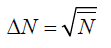 ΔN = √N̿